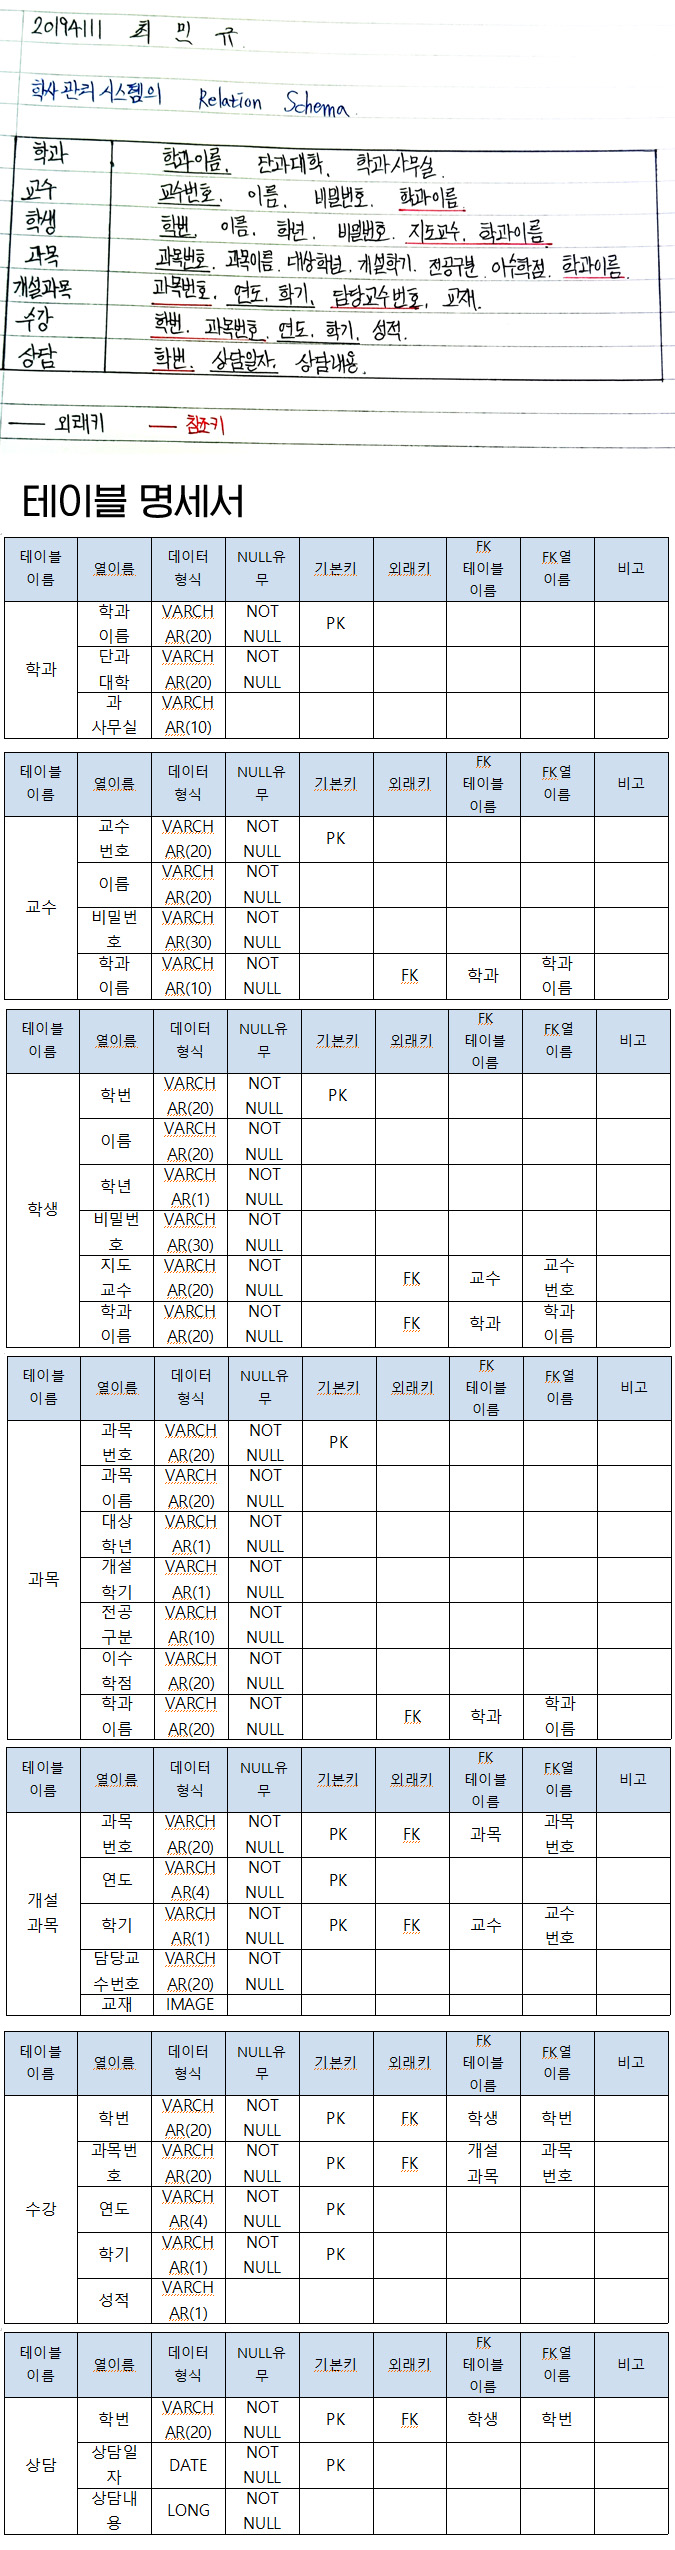 20194111 최 민 규.
학사 관리 시스템의 Relation Schema.
학과 학과이름, 단과대학, 학과사무실.
교수 교수번호. 이름, 비밀번호. 학과이름.
학생 학번, 이름, 학년. 비밀번호. 지도교수, 학과이름.
과목 과목번호. 과목이름. 대상학년. 개설학기. 전공구분. 이수학점. 학과이름.
개설과목 과목번호. 연도. 학기, 담당교수번호, 교재.
수강 학번. 과목번호. 연도. 학기, 성적.
상담 학번. 상담일자. 상담내용.
외래키 참조키
테이블 명세서
테이블 이름 열이름 데이터 형식 NULL유무 기본키 외래키 FK 테이블 이름 FK열 이름 비고
학과 학과 이름 VARCHAR(20) NOT NULL PK
단과 대학 VARCHAR(20) NOT NULL
과 사무실 VARCHAR(10)
테이블 이름 열이름 데이터 형식 NULL유무 기본키 외래키 FK 테이블 이름 FK열 이름 비고
교수 교수 번호 VARCHAR(20) NOT NULL PK
이름 VARCHAR(20) NOT NULL
비밀번호 VARCHAR(30) NOT NULL
학과 이름 VARCHAR(10) NOT NULL FK 학과 학과 이름
테이블 이름 열이름 데이터 형식 NULL유무 기본키 외래키 FK 테이블 이름 FK열 이름 비고
학생 학번 VARCHAR(20) NOT NULL PK
이름 VARCHAR(20) NOT NULL
학년 VARCHAR(1) NOT NULL
비밀번호 VARCHAR(30) NOT NULL
지도 교수 VARCHAR(20) NOT NULL FK 교수 교수 번호
학과 이름 VARCHAR(20) NOT NULL FK 학과 학과 이름
테이블 이름 열이름 데이터 형식 NULL유무 기본키 외래키 FK 테이블 이름 FK열 이름 비고
과목 과목 번호 VARCHAR(20) NOT NULL PK
과목 이름 VARCHAR(20) NOT NULL
대상 학년 VARCHAR(1) NOT NULL
개설 학기 VARCHAR(1) NOT NULL
전공 구분 VARCHAR(10) NOT NULL
이수 학점 VARCHAR(20) NOT NULL
학과 이름 VARCHAR(20) NOT NULL FK 학과 학과 이름
테이블 이름 열이름 데이터 형식 NULL유무 기본키 외래키 FK 테이블 이름 FK열 이름 비고
개설 과목 과목 번호 VARCHAR(20) NOT NULL PK FK 과목 과목 번호
연도 VARCHAR(4) NOT NULL PK
학기 VARCHAR(1) NOT NULL PK FK 교수 교수 번호
담당교수번호 VARCHAR(20) NOT NULL
교재 IMAGE
테이블 이름 열이름 데이터 형식 NULL유무 기본키 외래키 FK 테이블 이름 FK열 이름 비고
수강 학번 VARCHAR(20) NOT NULL PK FK 학생 학번
과목번호 VARCHAR(20) NOT NULL PK FK 개설 과목 과목 번호
연도 VARCHAR(4) NOT NULL PK
학기 VARCHAR(1) NOT NULL PK
성적 VARCHAR(1)
테이블 이름 열이름 데이터 형식 NULL유무 기본키 외래키 FK 테이블 이름 FK열 이름 비고
상담 학번 VARCHAR(20) NOT NULL PK FK 학생 학번
상담일자 DATE NOT NULL PK
상담내용 LONG NOT NULL